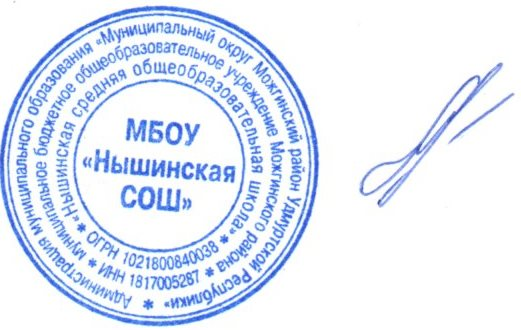 Администрация муниципального образования «Муниципальный округ Можгинский район Удмуртской Республики» *
Муниципальное бюджетное общеобразовательное учреждение Можгинского района *
«Нышинская средняя общеобразовательная школа» *
ОГРН 1021800840038 * ИНН 1817005287 *
МБОУ
«Нышинская
СОШ»